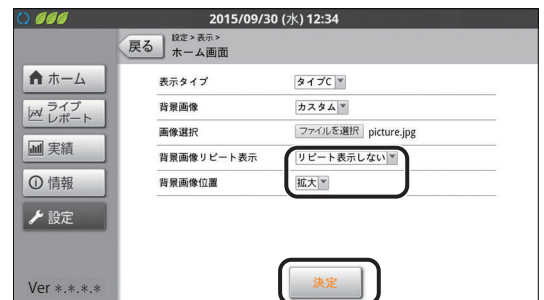 2015/09/30 (水) 12:34
戻る
設定 > 表示 >
ホーム画面
ホーム
ライブ
レポート
実績
情報
設定
Ver *.*.*.*
表示タイプ タイプC
背景画像 カスタム
画像選択 ファイルを選択 picture.jpg
背景画像リピート表示 リピート表示しない
背景画像位置 拡大
決定